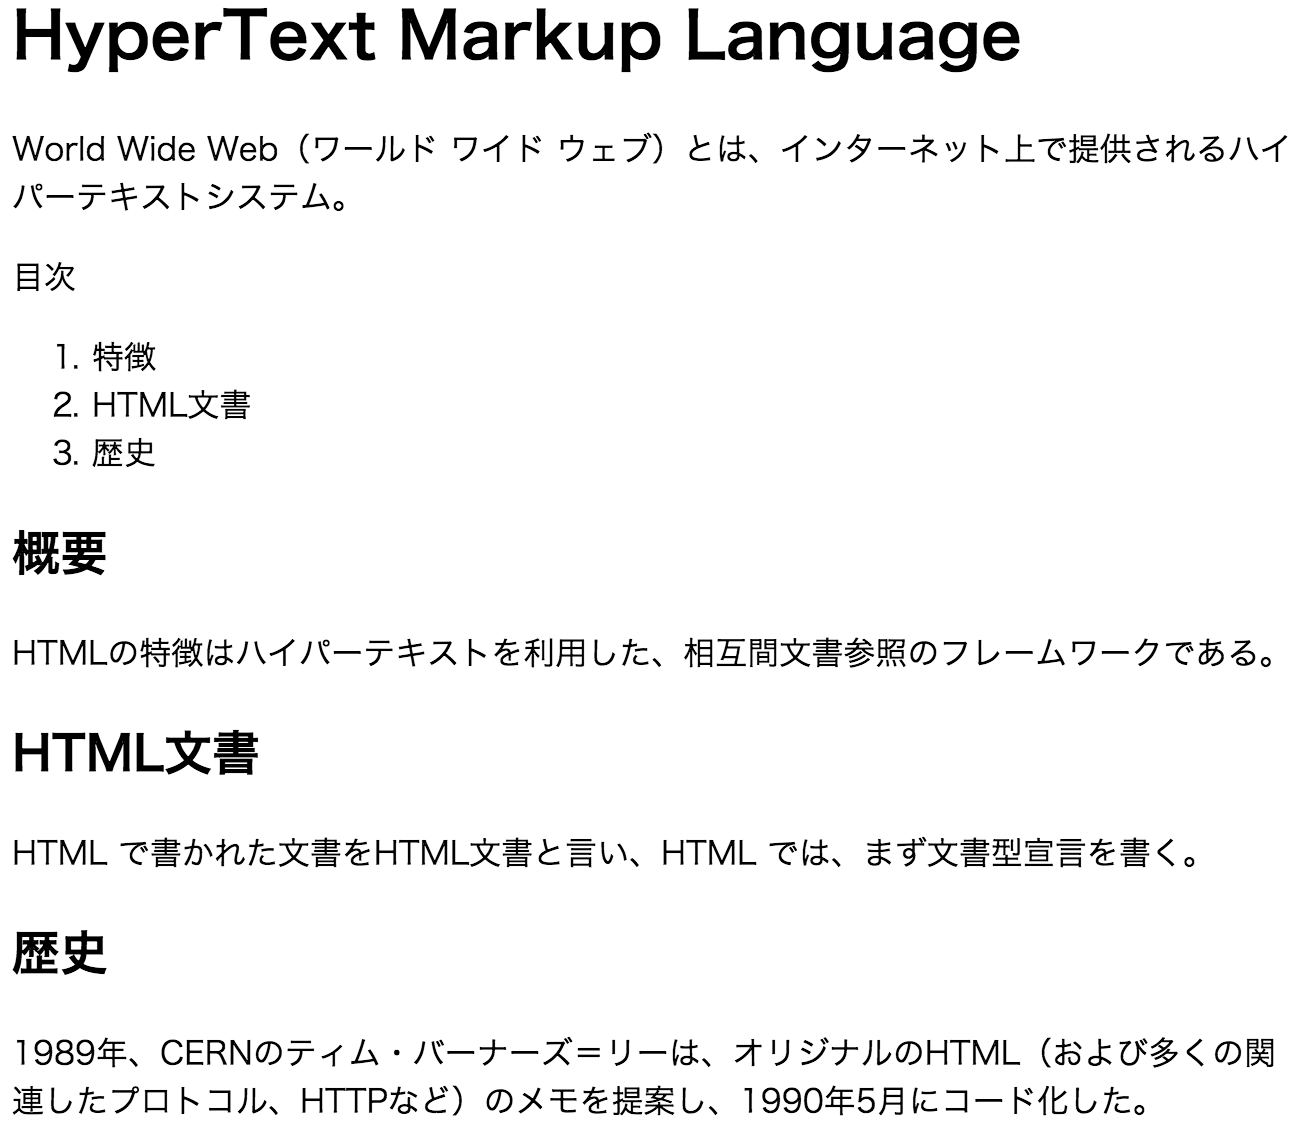 HyperText Markup Language
World Wide Web（ワールド ワイド ウェブ）とは、インターネット上で提供されるハイ
パーテキストシステム。
目次
1. 特徴
2. HTML文書
3. 歴史
概要
HTMLの特徴はハイパーテキストを利用した、相互間文書参照のフレームワークである。
HTML文書
HTML で書かれた文書をHTML文書と言い、HTML では、まず文書型宣言を書く。
歴史
1989年、CERNのティム・バーナーズ＝リーは、オリジナルのHTML（および多くの関
連したプロトコル、HTTPなど）のメモを提案し、1990年5月にコード化した。